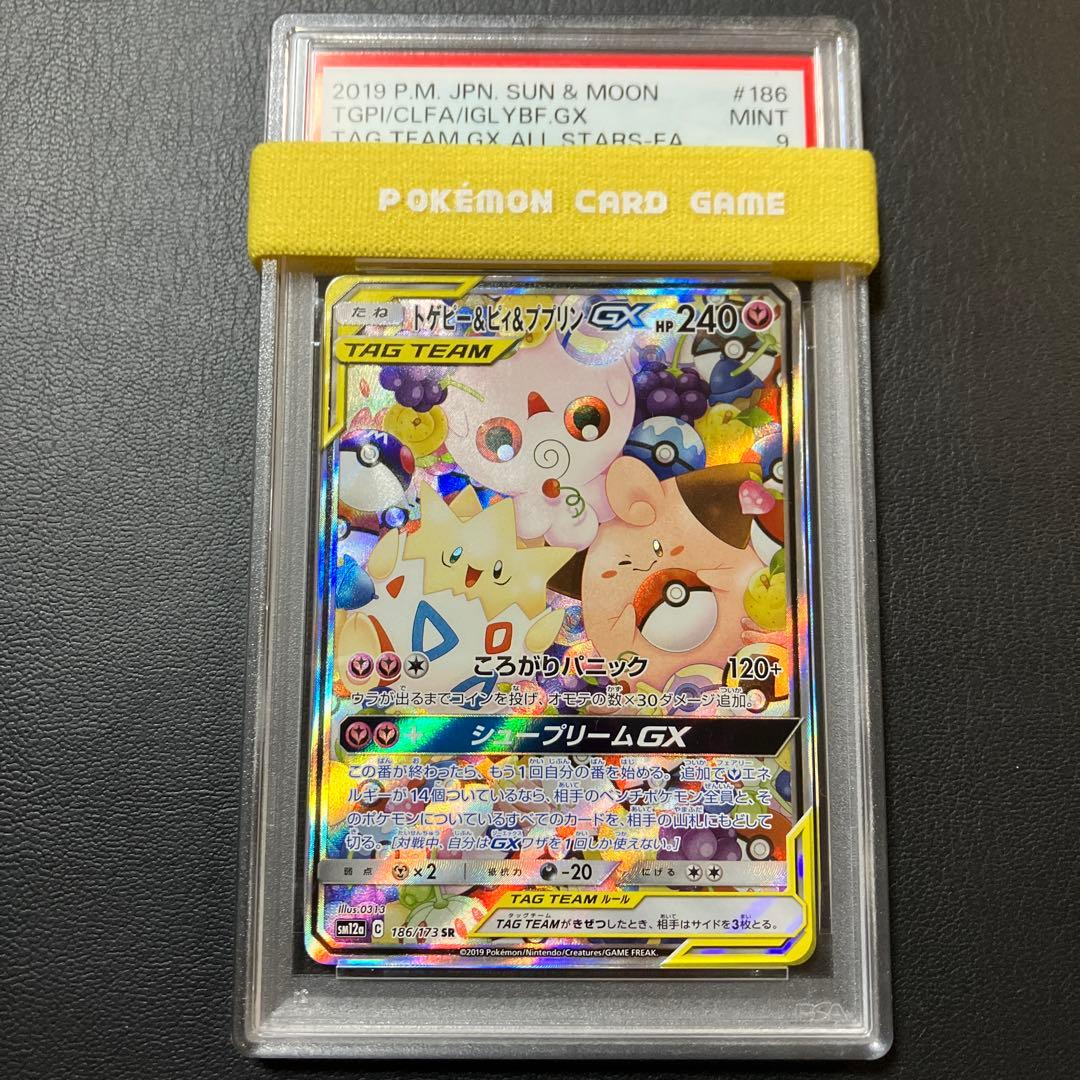 2019 P.M. JPN. SUN & MOON #186
TGPI/CLFA/IGLYBF.GX MINT
TAG TEAM GX ALL STARS-FA 9
POKÉMON CARD GAME
たね トゲピー&ピィ&ププリンGX HP240
TAG TEAM
ころがりパニック 120+
ウラが出るまでコインを投げ、オモテの数×30ダメージ追加。
+ シュープリームGX
この番が終わったら、もう1回自分の番を始める。追加でエネ
ルギーが14個ついているなら、相手のベンチポケモン全員と、そ
のポケモンについているすべてのカードを、相手の山札にもどして
切る。[対戦中、自分はGXワザを1回しか使えない。]
弱点 ×2 抵抗力 -20 にげる
TAG TEAM ルール
TAG TEAMがきぜつしたとき、相手はサイドを3枚とる。
illus.0313
sm12a C 186/173 SR
©2019 Pokémon/Nintendo/Creatures/GAME FREAK.
PSA